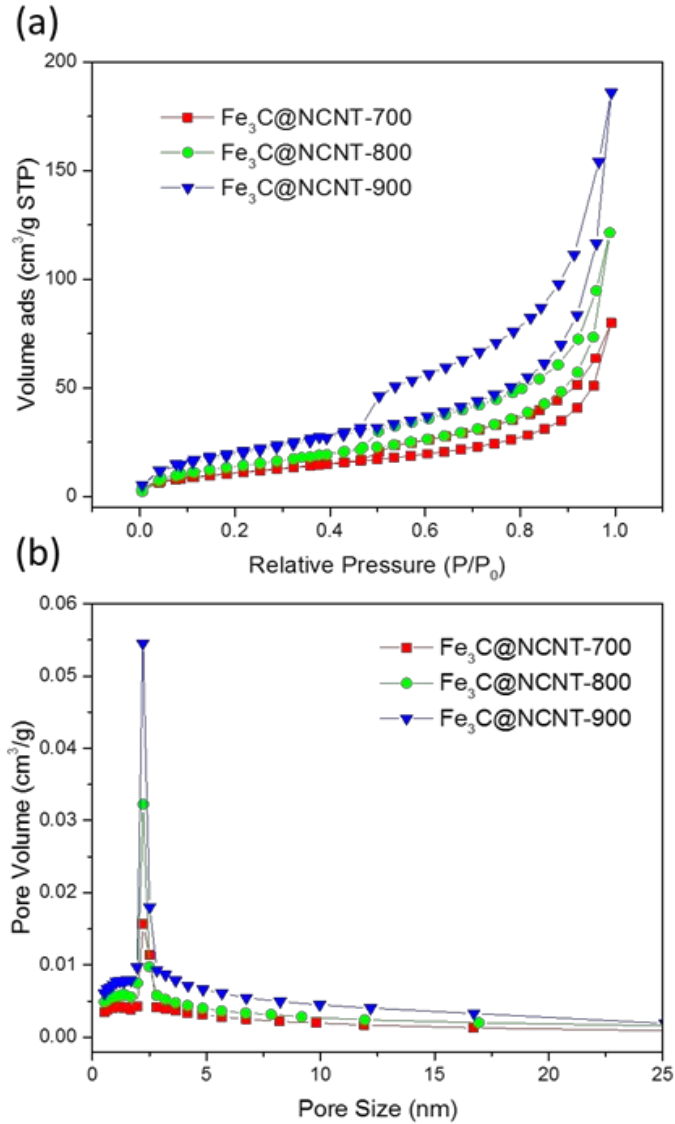 (a)
200
150
100
50
0
Volume ads (cm³/g STP)
Fe₃C@NCNT-700
Fe₃C@NCNT-800
Fe₃C@NCNT-900
0.0 0.2 0.4 0.6 0.8 1.0
Relative Pressure (P/P₀)
(b)
0.06
0.05
0.04
0.03
0.02
0.01
0.00
Pore Volume (cm³/g)
Fe₃C@NCNT-700
Fe₃C@NCNT-800
Fe₃C@NCNT-900
0 5 10 15 20 25
Pore Size (nm)